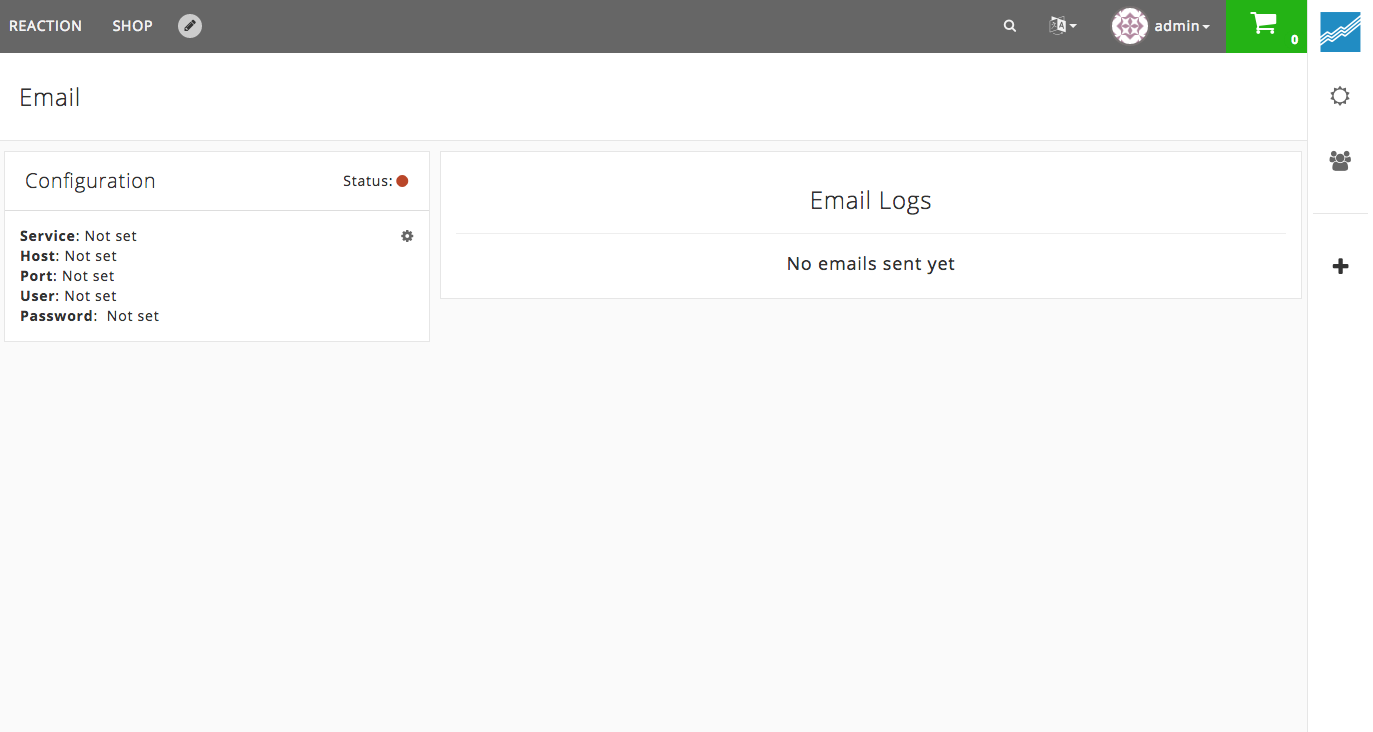 REACTION SHOP admin 0
Email
Configuration Status:
Service: Not set
Host: Not set
Port: Not set
User: Not set
Password: Not set
Email Logs
No emails sent yet